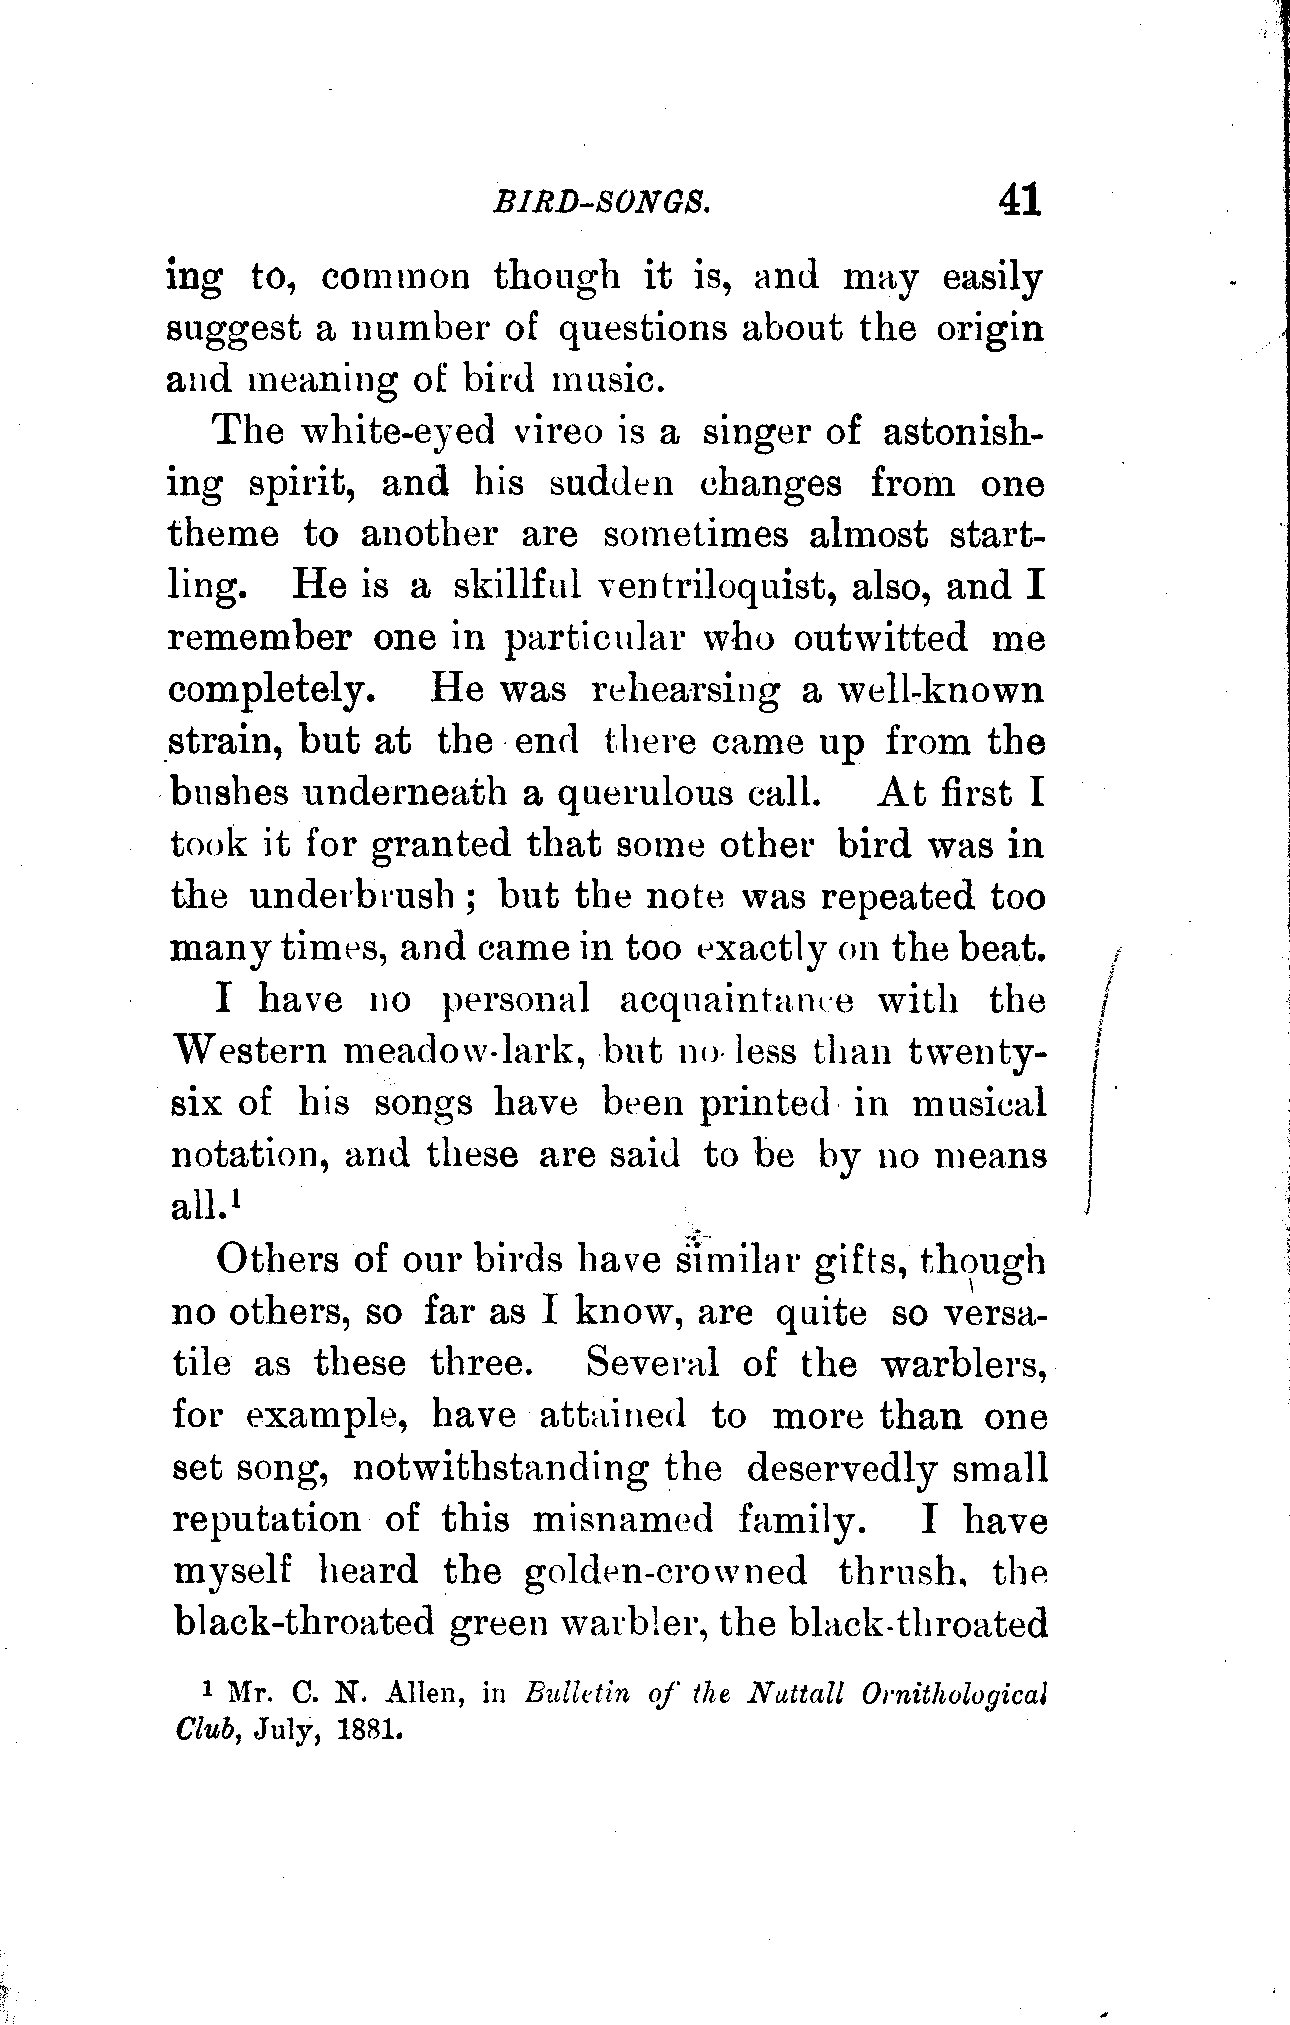 BIRD-SONGS. 41
ing to, common though it is, and may easily
suggest a number of questions about the origin
and meaning of bird music.
The white-eyed vireo is a singer of astonish-
ing spirit, and his sudden changes from one
theme to another are sometimes almost start-
ling. He is a skillful ventriloquist, also, and I
remember one in particular who outwitted me
completely. He was rehearsing a well-known
strain, but at the end there came up from the
bushes underneath a querulous call. At first I
took it for granted that some other bird was in
the underbrush; but the note was repeated too
many times, and came in too exactly on the beat.
I have no personal acquaintance with the
Western meadow-lark, but no less than twenty-
six of his songs have been printed in musical
notation, and these are said to be by no means
all.¹
Others of our birds have similar gifts, though
no others, so far as I know, are quite so versa-
tile as these three. Several of the warblers,
for example, have attained to more than one
set song, notwithstanding the deservedly small
reputation of this misnamed family. I have
myself heard the golden-crowned thrush, the
black-throated green warbler, the black-throated
¹ Mr. C. N. Allen, in Bulletin of the Nuttall Ornithological
Club, July, 1881.